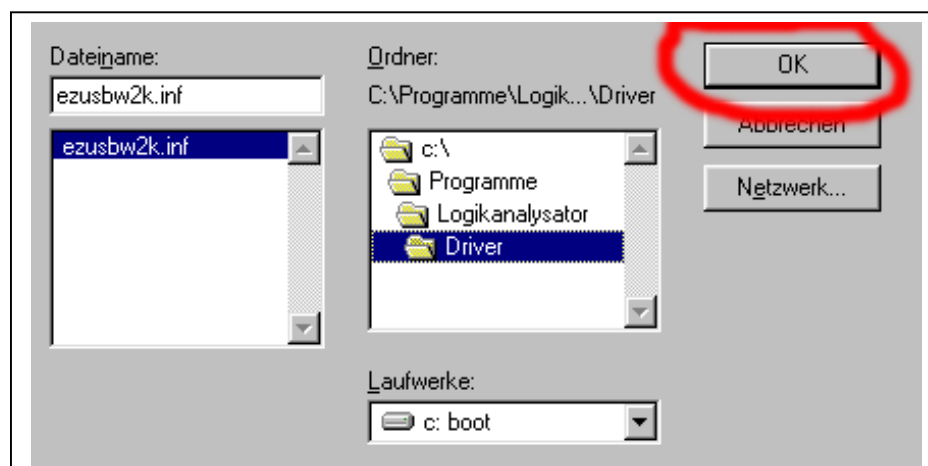 Dateiname:
ezusbw2k.inf
ezusbw2k.inf
Ordner:
C:\Programme\Logik...\Driver
c:\
Programme
Logikanalysator
Driver
Laufwerke:
c: boot
OK
Abbrechen
Netzwerk...